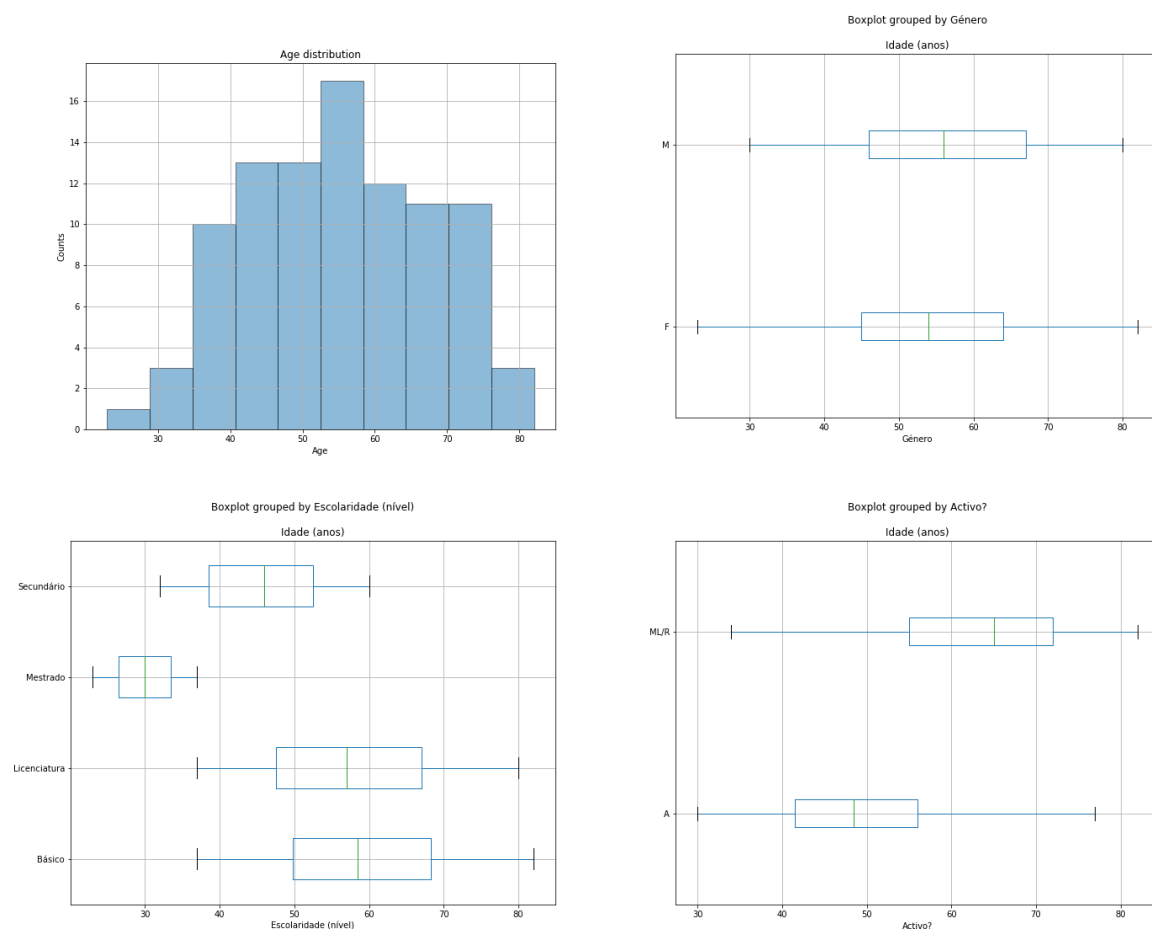 Age distribution
16
14
12
10
8
6
4
2
0
Counts
30 40 50 60 70 80
Age
Boxplot grouped by Género
Idade (anos)
M
F
30 40 50 60 70 80
Género
Boxplot grouped by Escolaridade (nível)
Idade (anos)
Secundário
Mestrado
Licenciatura
Básico
30 40 50 60 70 80
Escolaridade (nível)
Boxplot grouped by Activo?
Idade (anos)
ML/R
A
30 40 50 60 70 80
Activo?